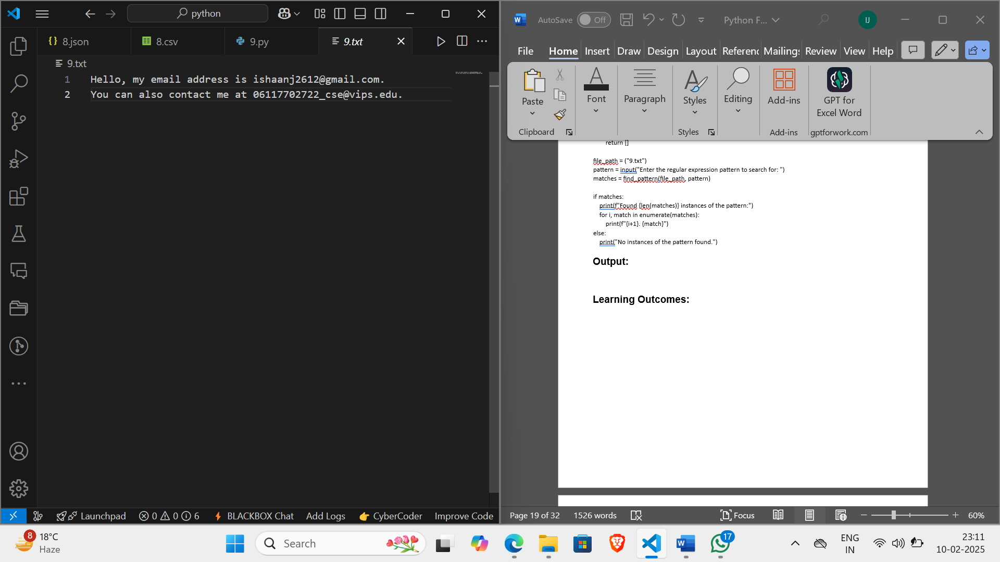 python
8.json
8.csv
9.py
9.txt
9.txt
1 Hello, my email address is ishaanj2612@gmail.com.
2 You can also contact me at 06117702722_cse@vips.edu.
0 0 6
Launchpad
BLACKBOX Chat
Add Logs
CyberCoder
Improve Code
AutoSave Off
Python F...
IJ
File Home Insert Draw Design Layout Referenc Mailings Review View Help
Paste
Font
Paragraph
Styles
Editing
Add-ins
GPT for
Excel Word
Clipboard
Styles
Add-ins
gptforwork.com
return []
file_path = ("9.txt")
pattern = input("Enter the regular expression pattern to search for: ")
matches = find_pattern(file_path, pattern)
if matches:
print(f"Found {len(matches)} instances of the pattern:")
for i, match in enumerate(matches):
print(f"{i+1}. {match}")
else:
print("No instances of the pattern found.")
Output:
Learning Outcomes:
Page 19 of 32
1526 words
Focus
60%
8
18°C
Haze
Search
17
ENG
IN
23:11
10-02-2025